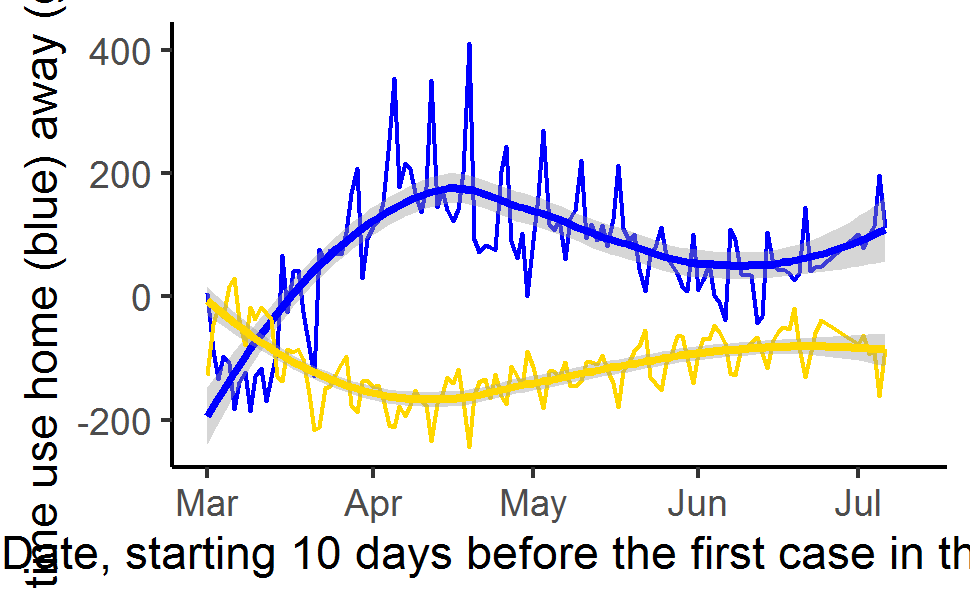 time use home (blue) away (
400
200
0
-200
Mar Apr May Jun Jul
Date, starting 10 days before the first case in th